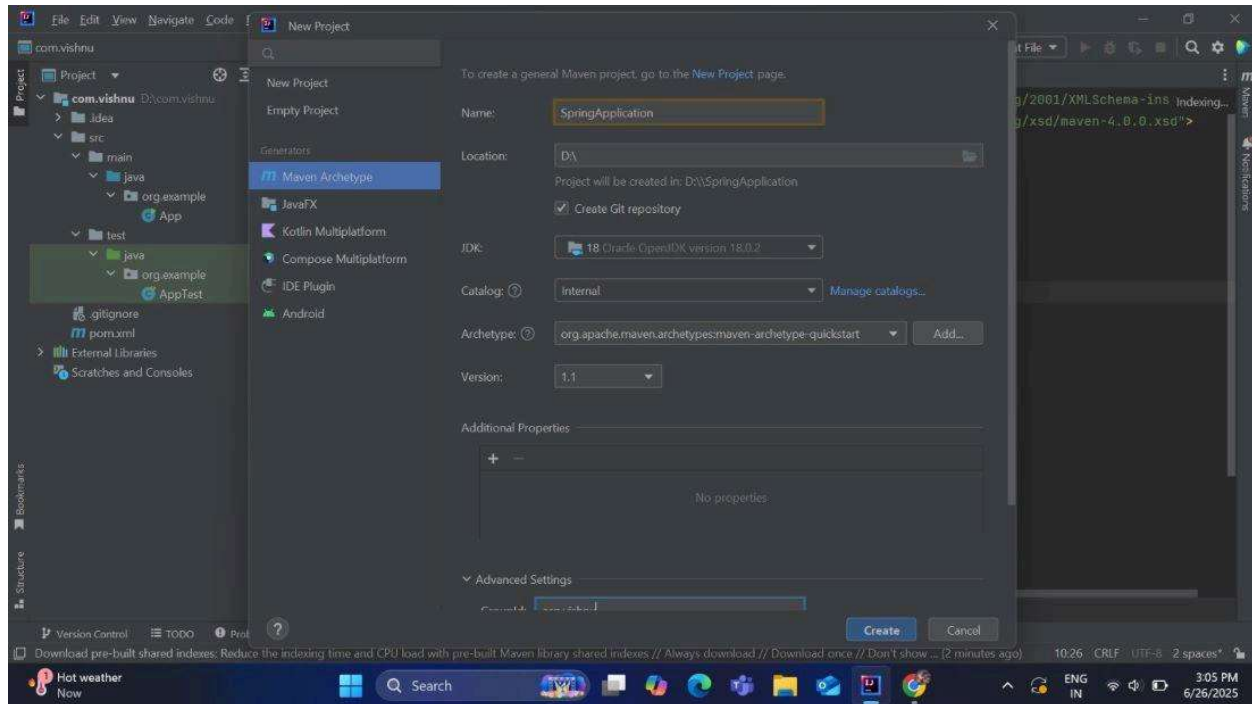 File Edit View Navigate Code
New Project
com.vishnu
t File
Project
New Project
Empty Project
Generators
Maven Archetype
JavaFX
Kotlin Multiplatform
Compose Multiplatform
IDE Plugin
Android
Project
com.vishnu D:\com.vishnu
.idea
src
main
java
org.example
App
test
java
org.example
AppTest
.gitignore
pom.xml
External Libraries
Scratches and Consoles
Bookmarks
Structure
To create a general Maven project, go to the New Project page.
Name: SpringApplication
Location: D:\
Project will be created in: D:\\SpringApplication
Create Git repository
JDK: 18 Oracle OpenJDK version 18.0.2
Catalog: Internal Manage catalogs...
Archetype: org.apache.maven.archetypes:maven-archetype-quickstart Add...
Version: 1.1
Additional Properties
No properties
Advanced Settings
Create Cancel
g/2001/XMLSchema-ins Indexing...
g/xsd/maven-4.0.0.xsd">
Maven
Notifications
Version Control TODO Prob
Download pre-built shared indexes: Reduce the indexing time and CPU load with pre-built Maven library shared indexes // Always download // Download once // Don't show ... (2 minutes ago) 10:26 CRLF UTF-8 2 spaces*
1
Hot weather
Now
Search
ENG
IN
3:05 PM
6/26/2025